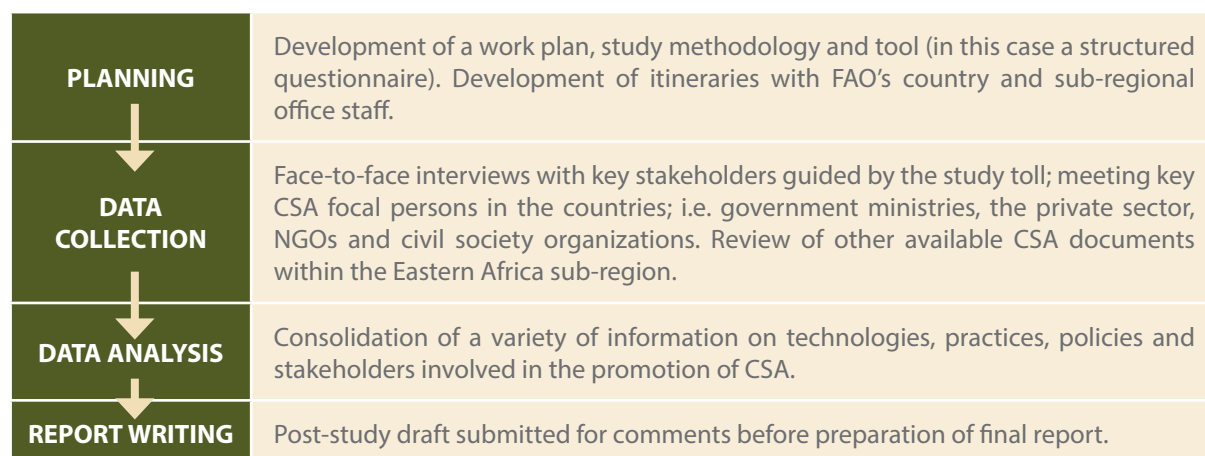 PLANNING
Development of a work plan, study methodology and tool (in this case a structured
questionnaire). Development of itineraries with FAO’s country and sub-regional
office staff.
DATA
COLLECTION
Face-to-face interviews with key stakeholders guided by the study toll; meeting key
CSA focal persons in the countries; i.e. government ministries, the private sector,
NGOs and civil society organizations. Review of other available CSA documents
within the Eastern Africa sub-region.
DATA ANALYSIS
Consolidation of a variety of information on technologies, practices, policies and
stakeholders involved in the promotion of CSA.
REPORT WRITING
Post-study draft submitted for comments before preparation of final report.